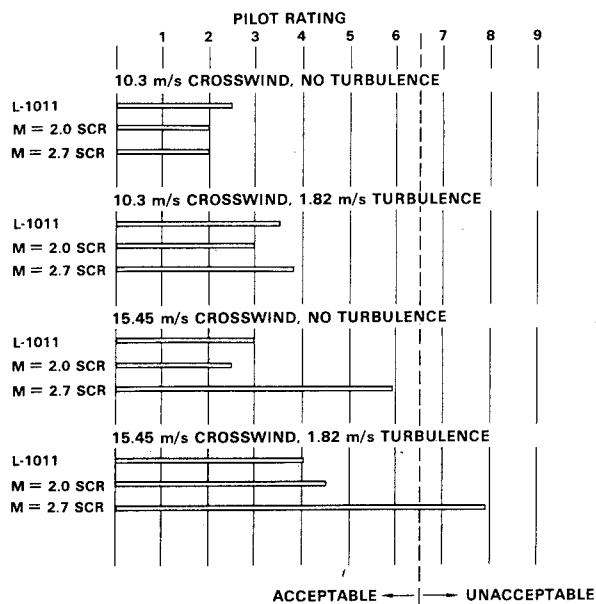 PILOT RATING
1 2 3 4 5 6 7 8 9
10.3 m/s CROSSWIND, NO TURBULENCE
L-1011
M = 2.0 SCR
M = 2.7 SCR
10.3 m/s CROSSWIND, 1.82 m/s TURBULENCE
L-1011
M = 2.0 SCR
M = 2.7 SCR
15.45 m/s CROSSWIND, NO TURBULENCE
L-1011
M = 2.0 SCR
M = 2.7 SCR
15.45 m/s CROSSWIND, 1.82 m/s TURBULENCE
L-1011
M = 2.0 SCR
M = 2.7 SCR
ACCEPTABLE ← → UNACCEPTABLE